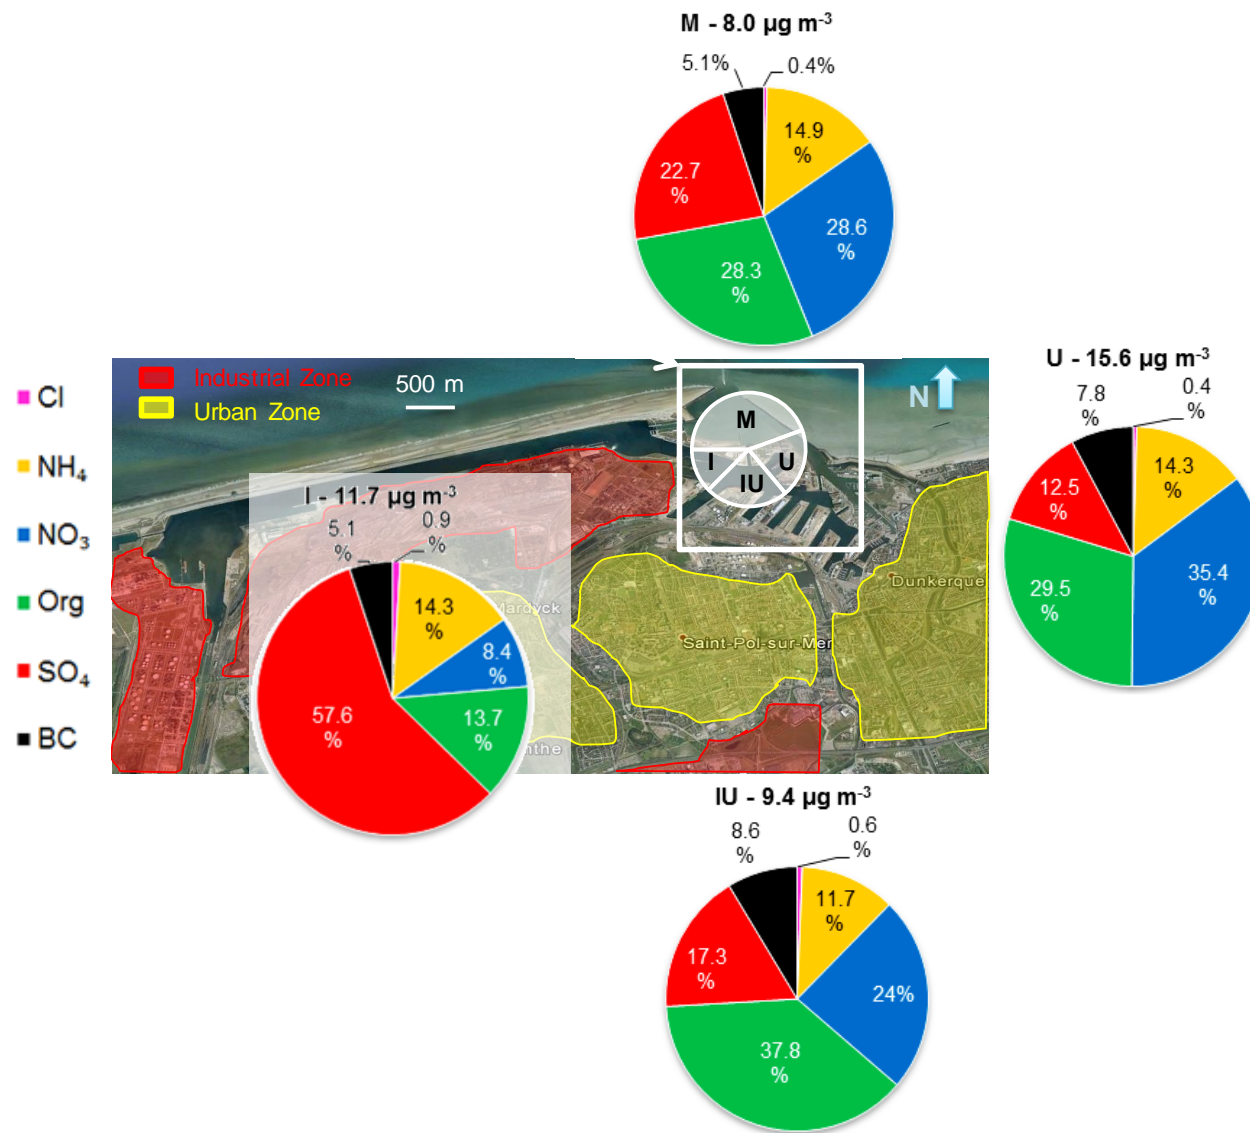 M - 8.0 µg m-3
5.1%
0.4%
14.9
%
28.6
%
28.3
%
22.7
%
Cl
NH4
NO3
Org
SO4
BC
Industrial Zone
Urban Zone
500 m
N
M
I
U
IU
Mardyck
Saint-Pol-sur-Mer
Dunkerque
nthe
I - 11.7 µg m-3
5.1
%
0.9
%
14.3
%
8.4
%
13.7
%
57.6
%
U - 15.6 µg m-3
7.8
%
0.4
%
14.3
%
35.4
%
29.5
%
12.5
%
IU - 9.4 µg m-3
8.6
%
0.6
%
11.7
%
24%
37.8
%
17.3
%